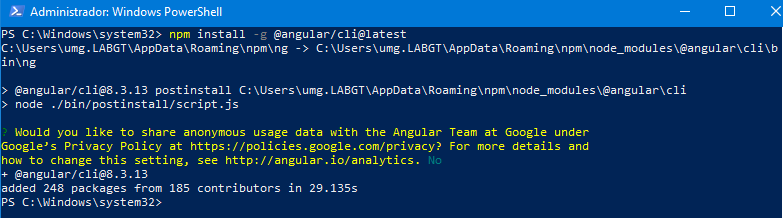 Administrador: Windows PowerShell
PS C:\Windows\system32> npm install -g @angular/cli@latest
C:\Users\umg.LABGT\AppData\Roaming\npm\ng -> C:\Users\umg.LABGT\AppData\Roaming\npm\node_modules\@angular\cli\b
in\ng
> @angular/cli@8.3.13 postinstall C:\Users\umg.LABGT\AppData\Roaming\npm\node_modules\@angular\cli
> node ./bin/postinstall/script.js
? Would you like to share anonymous usage data with the Angular Team at Google under
Google’s Privacy Policy at https://policies.google.com/privacy? For more details and
how to change this setting, see http://angular.io/analytics. No
+ @angular/cli@8.3.13
added 248 packages from 185 contributors in 29.135s
PS C:\Windows\system32>